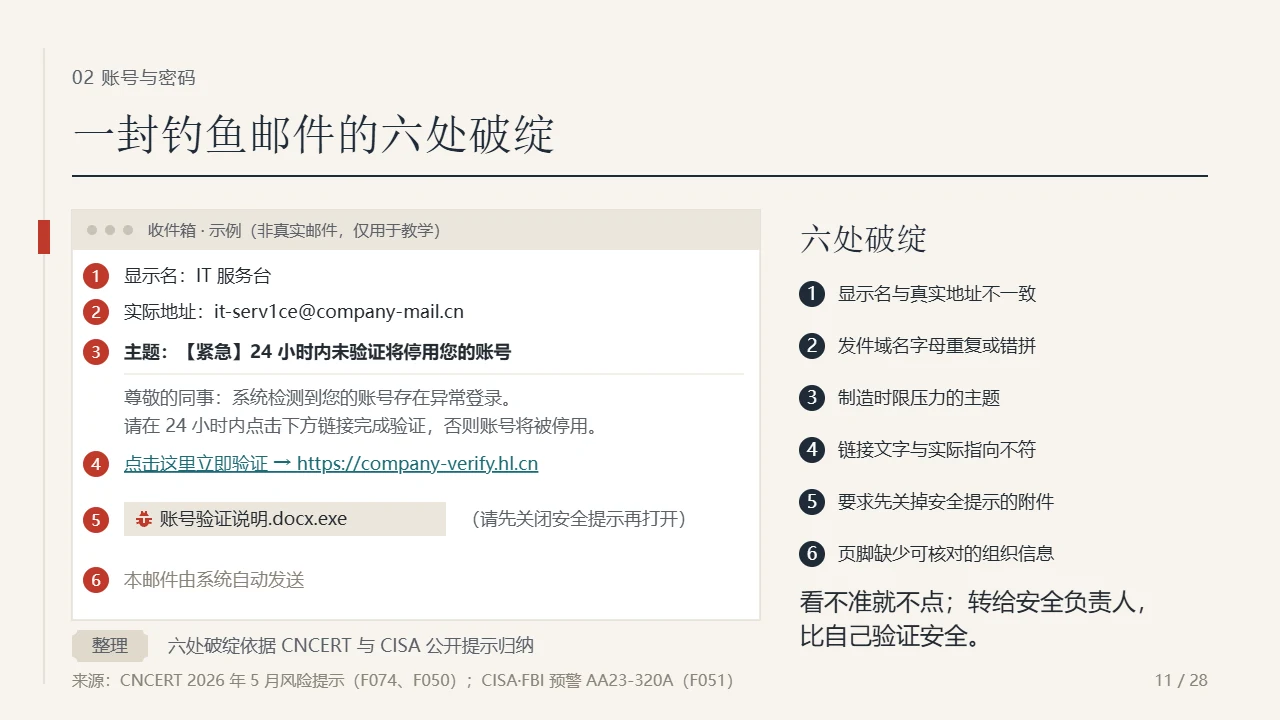 02 账号与密码
一封钓鱼邮件的六处破绽
收件箱 · 示例（非真实邮件，仅用于教学）
1 显示名：IT 服务台
2 实际地址：it-serv1ce@company-mail.cn
3 主题：【紧急】24 小时内未验证将停用您的账号
尊敬的同事：系统检测到您的账号存在异常登录。
请在 24 小时内点击下方链接完成验证，否则账号将被停用。
4 点击这里立即验证 → https://company-verify.hl.cn
5 账号验证说明.docx.exe （请先关闭安全提示再打开）
6 本邮件由系统自动发送
整理 六处破绽依据 CNCERT 与 CISA 公开提示归纳
六处破绽
1 显示名与真实地址不一致
2 发件域名字母重复或错拼
3 制造时限压力的主题
4 链接文字与实际指向不符
5 要求先关掉安全提示的附件
6 页脚缺少可核对的组织信息
看不准就不点；转给安全负责人，
比自己验证安全。
来源：CNCERT 2026 年 5 月风险提示（F074、F050）；CISA·FBI 预警 AA23-320A（F051）
11 / 28